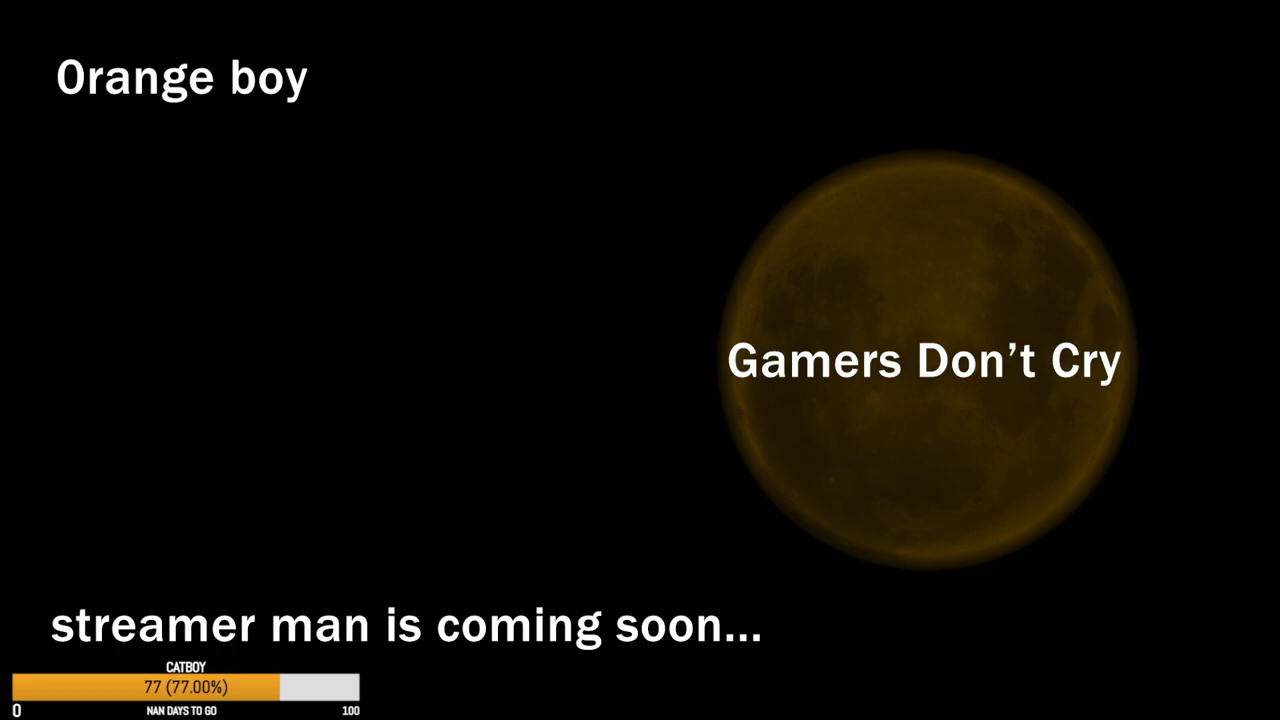 Orange boy
Gamers Don’t Cry
streamer man is coming soon...
CATBOY
77 (77.00%)
0 NAN DAYS TO GO 100